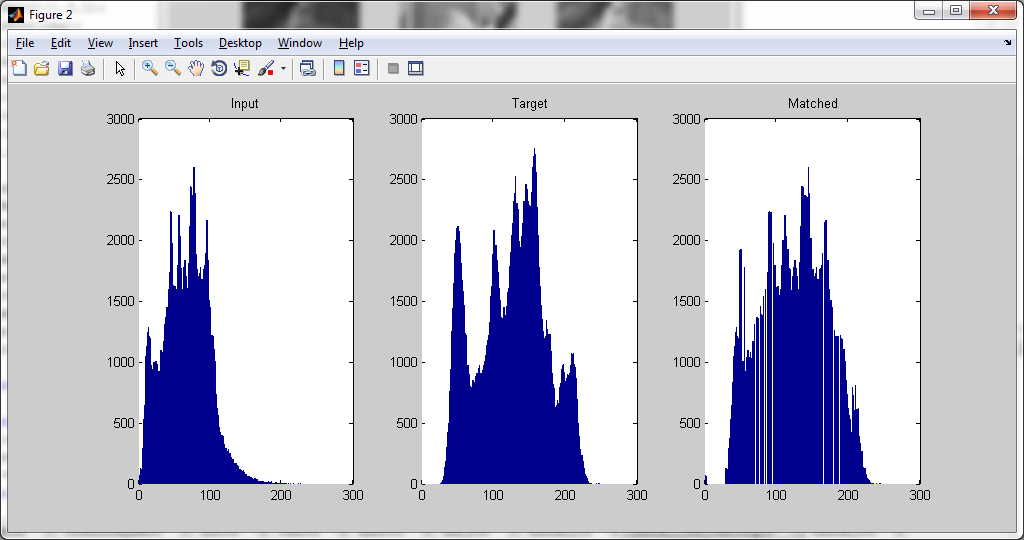 Figure 2
File Edit View Insert Tools Desktop Window Help
Input Target Matched
3000 3000 3000
2500 2500 2500
2000 2000 2000
1500 1500 1500
1000 1000 1000
500 500 500
0 0 0
0 100 200 300 0 100 200 300 0 100 200 300